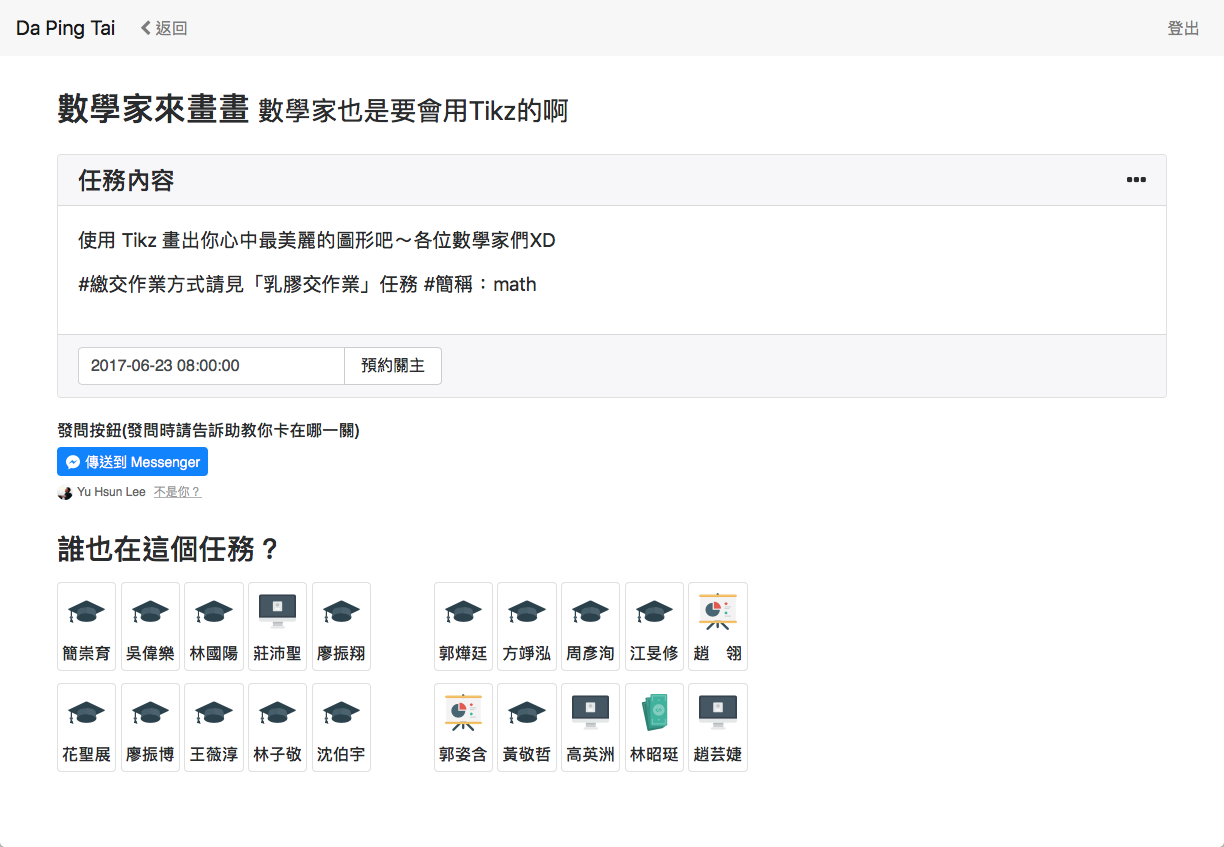 Da Ping Tai 返回 登出
數學家來畫畫 數學家也是要會用Tikz的啊
任務內容
使用 Tikz 畫出你心中最美麗的圖形吧～各位數學家們XD
#繳交作業方式請見「乳膠交作業」任務 #簡稱：math
2017-06-23 08:00:00 預約關主
發問按鈕(發問時請告訴助教你卡在哪一關)
傳送到 Messenger
Yu Hsun Lee 不是你？
誰也在這個任務？
簡崇育 吳偉樂 林國陽 莊沛聖 廖振翔 郭燁廷 方竫泓 周彥洵 江旻修 趙　翎
花聖展 廖振博 王薇淳 林子敬 沈伯宇 郭姿含 黃敬哲 高英洲 林昭珽 趙芸婕